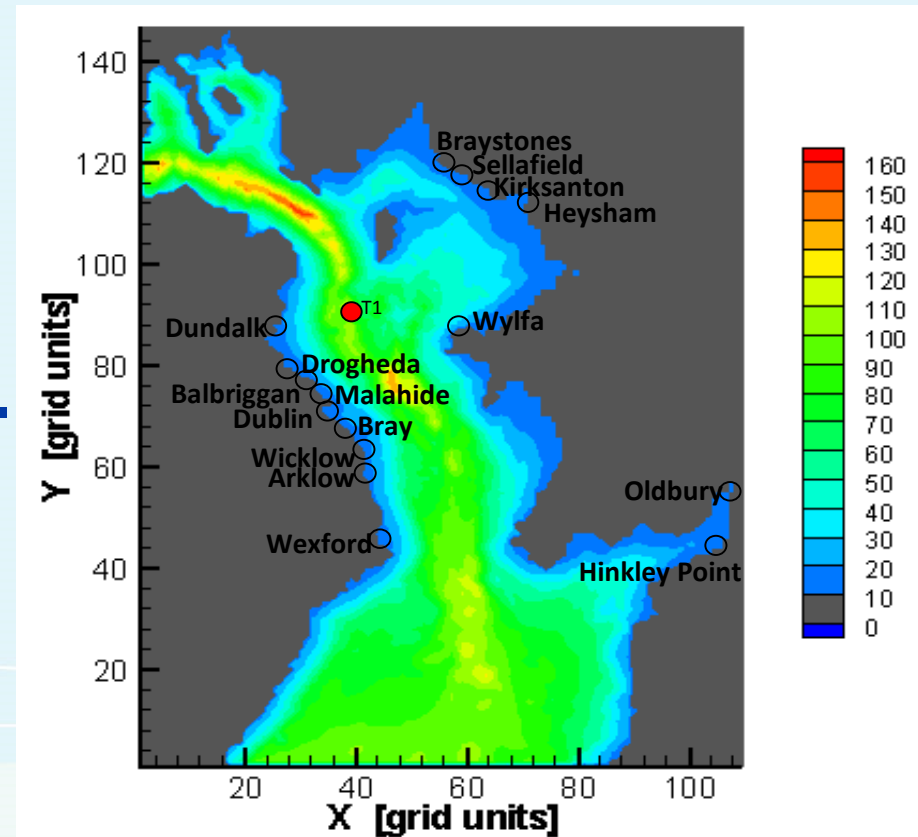 140
120
100
80
60
40
20
Y [grid units]
Braystones
Sellafield
Kirksanton
Heysham
T1
Dundalk
Wylfa
Drogheda
Balbriggan
Malahide
Dublin
Bray
Wicklow
Arklow
Oldbury
Wexford
Hinkley Point
20 40 60 80 100
X [grid units]
160
150
140
130
120
110
100
90
80
70
60
50
40
30
20
10
0